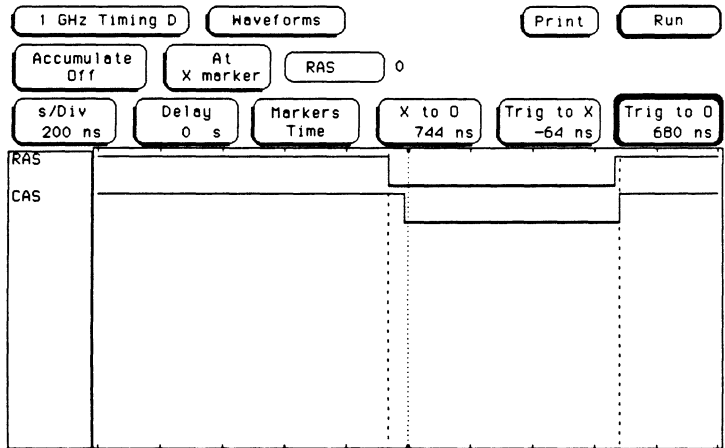 1 GHz Timing D Waveforms Print Run
Accumulate Off At X marker RAS 0
s/Div 200 ns Delay 0 s Markers Time X to O 744 ns Trig to X -64 ns Trig to O 680 ns
RAS
CAS